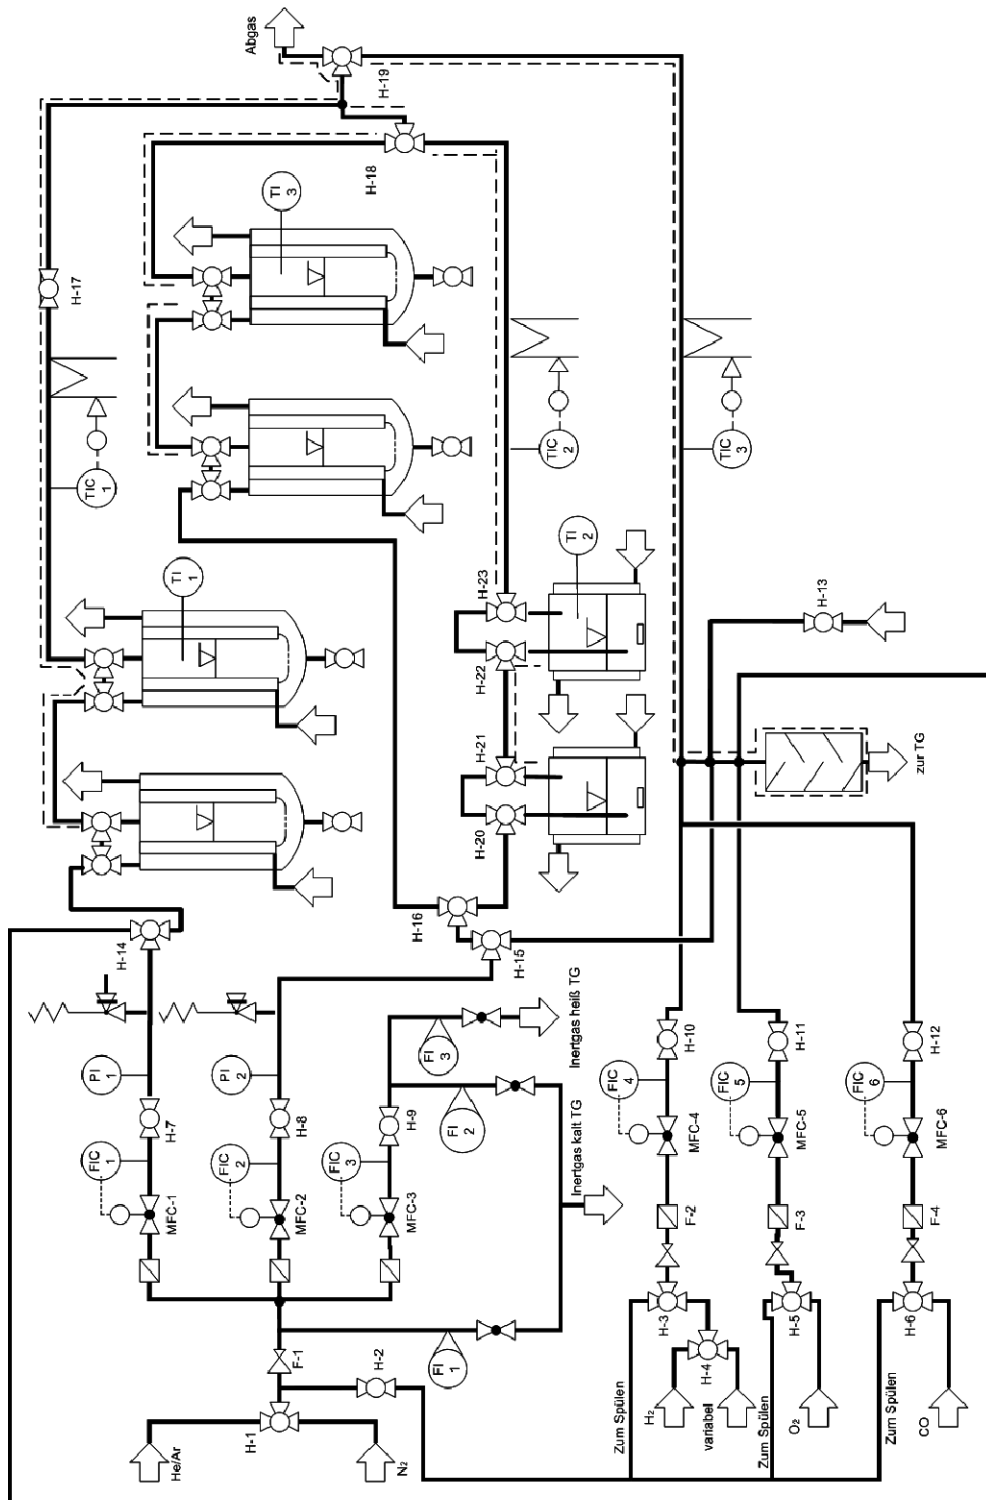 Abgas
H-19
H-18
TI
3
H-17
TIC
1
TIC
2
TIC
3
TI
1
TI
2
H-23
H-22
H-21
H-20
H-13
zur TG
H-16
H-15
H-14
PI
1
PI
2
FI
3
Inertgas heiß TG
H-10
H-11
H-12
FIC
4
FIC
5
FIC
6
H-7
H-8
H-9
FI
2
FIC
1
FIC
2
FIC
3
MFC-1
MFC-2
MFC-3
MFC-4
MFC-5
MFC-6
Inertgas kalt TG
F-2
F-3
F-4
F-1
FI
1
H-2
H-3
H-4
H-5
H-6
H-1
He/Ar
N2
Zum Spülen
H2
variabel
Zum Spülen
O2
Zum Spülen
CO